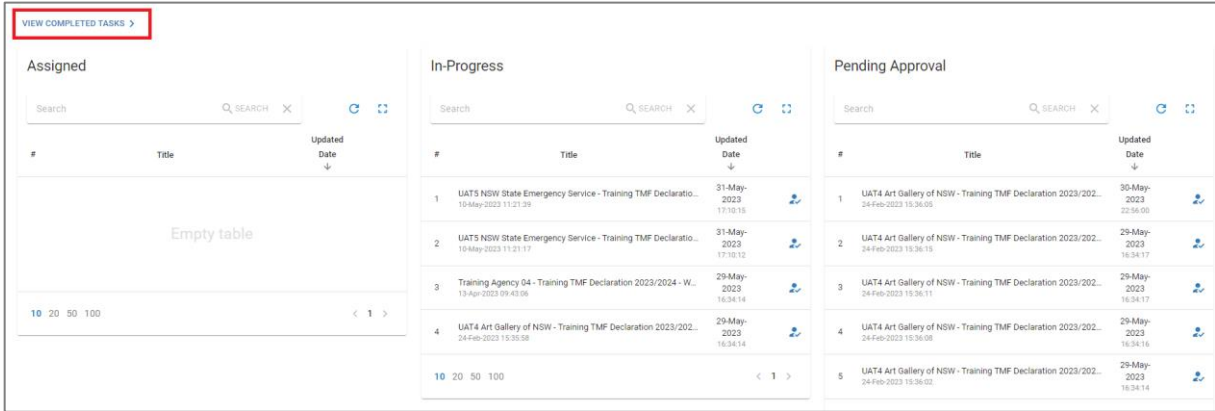 VIEW COMPLETED TASKS >
Assigned
Search SEARCH
Updated
# Title Date
Empty table
10 20 50 100 < 1 >
In-Progress
Search SEARCH
Updated
# Title Date
1 UAT5 NSW State Emergency Service - Training TMF Declaratio... 31-May-2023
10-May-2023 11:21:29 17:10:15
2 UAT5 NSW State Emergency Service - Training TMF Declaratio... 31-May-2023
10-May-2023 11:21:17 17:10:12
3 Training Agency 04 - Training TMF Declaration 2023/2024 - W... 29-May-2023
13-Apr-2023 09:43:06 16:34:14
4 UAT4 Art Gallery of NSW - Training TMF Declaration 2023/202... 29-May-2023
24-Feb-2023 15:35:58 16:34:14
10 20 50 100 < 1 >
Pending Approval
Search SEARCH
Updated
# Title Date
1 UAT4 Art Gallery of NSW - Training TMF Declaration 2023/202... 30-May-2023
24-Feb-2023 15:36:05 22:56:00
2 UAT4 Art Gallery of NSW - Training TMF Declaration 2023/202... 29-May-2023
24-Feb-2023 15:36:15 16:34:17
3 UAT4 Art Gallery of NSW - Training TMF Declaration 2023/202... 29-May-2023
24-Feb-2023 15:36:11 16:34:17
4 UAT4 Art Gallery of NSW - Training TMF Declaration 2023/202... 29-May-2023
24-Feb-2023 15:36:08 16:34:16
5 UAT4 Art Gallery of NSW - Training TMF Declaration 2023/202... 29-May-2023
24-Feb-2023 15:36:02 16:34:14